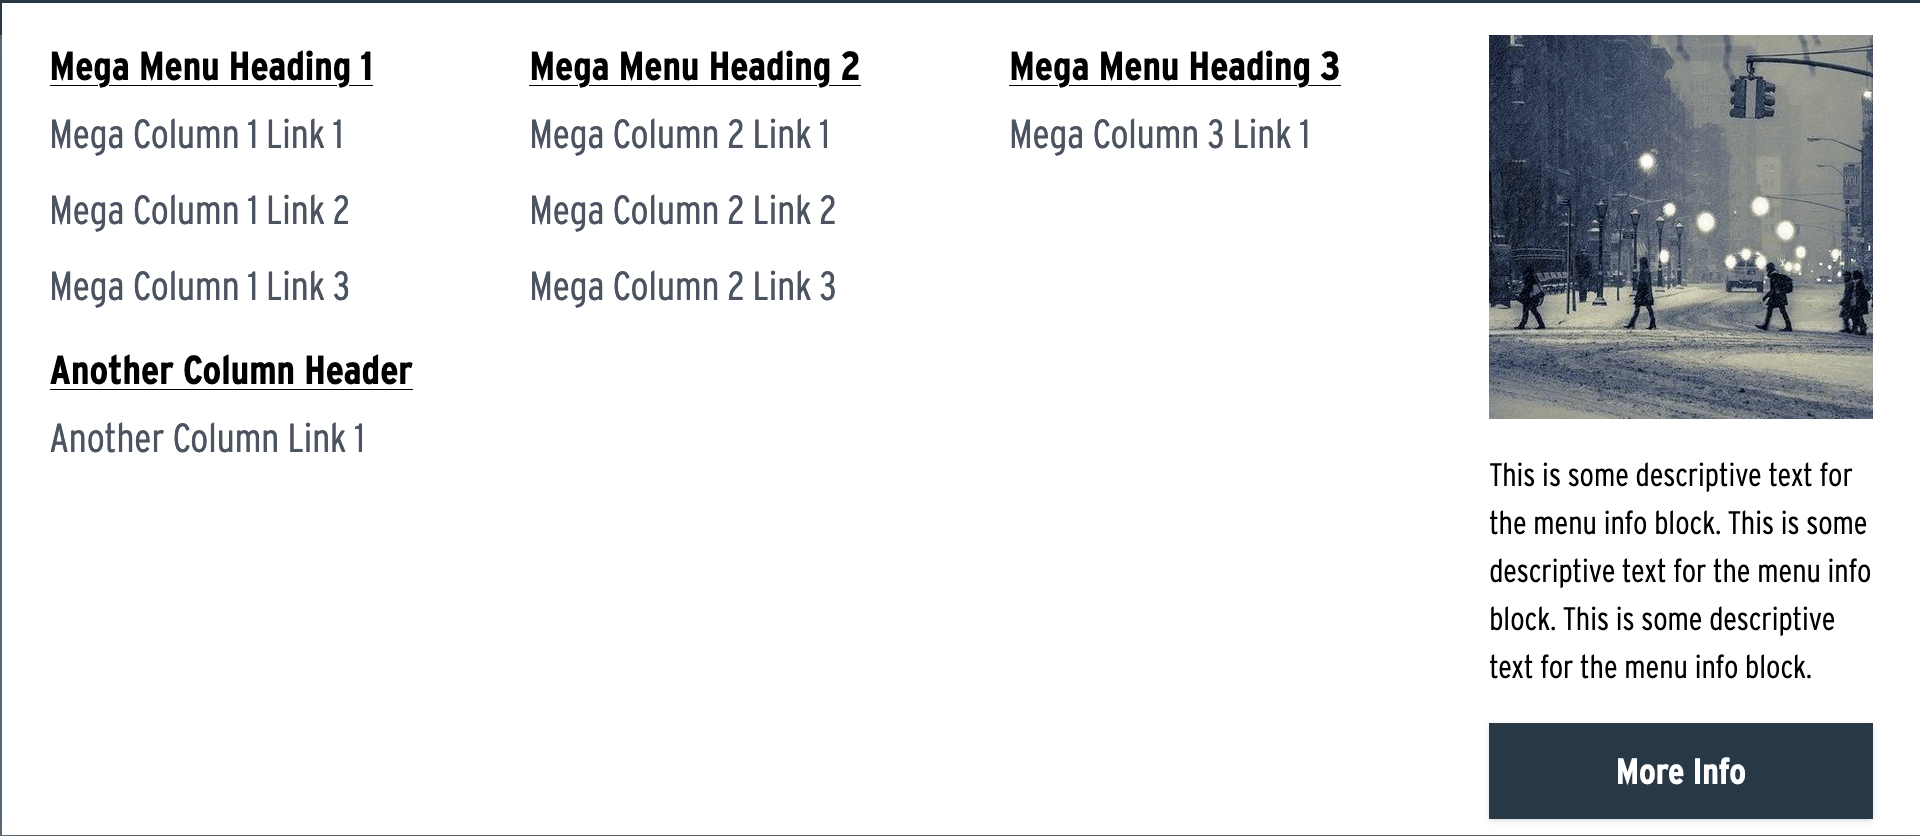 Mega Menu Heading 1
Mega Column 1 Link 1
Mega Column 1 Link 2
Mega Column 1 Link 3
Another Column Header
Another Column Link 1
Mega Menu Heading 2
Mega Column 2 Link 1
Mega Column 2 Link 2
Mega Column 2 Link 3
Mega Menu Heading 3
Mega Column 3 Link 1
This is some descriptive text for
the menu info block. This is some
descriptive text for the menu info
block. This is some descriptive
text for the menu info block.
More Info